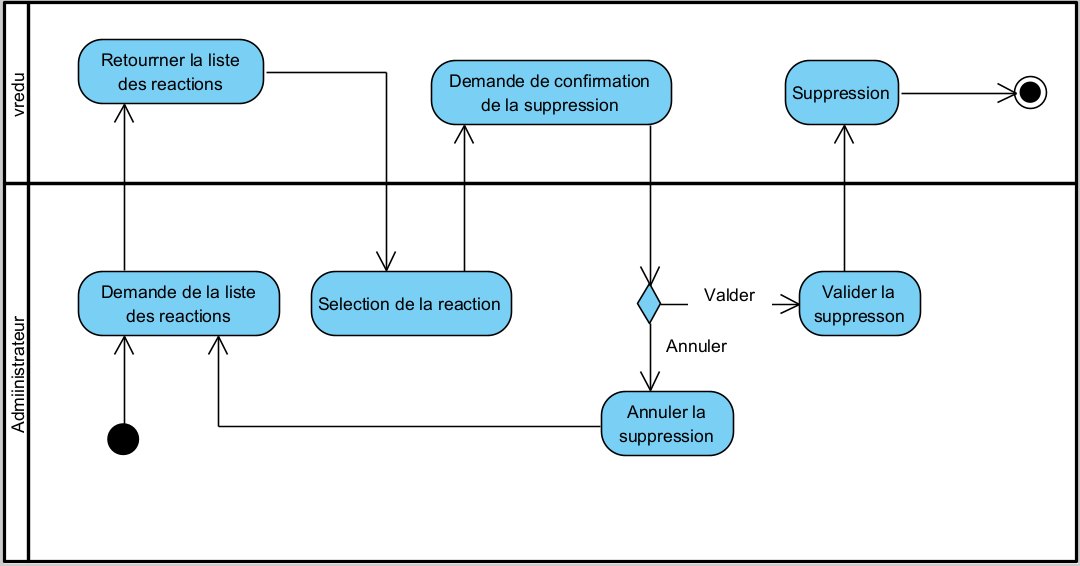 vredu
Retourrner la liste
des reactions
Demande de confirmation
de la suppression
Suppression
Admiinistrateur
Demande de la liste
des reactions
Selection de la reaction
Valder
Valider la
suppresson
Annuler
Annuler la
suppression